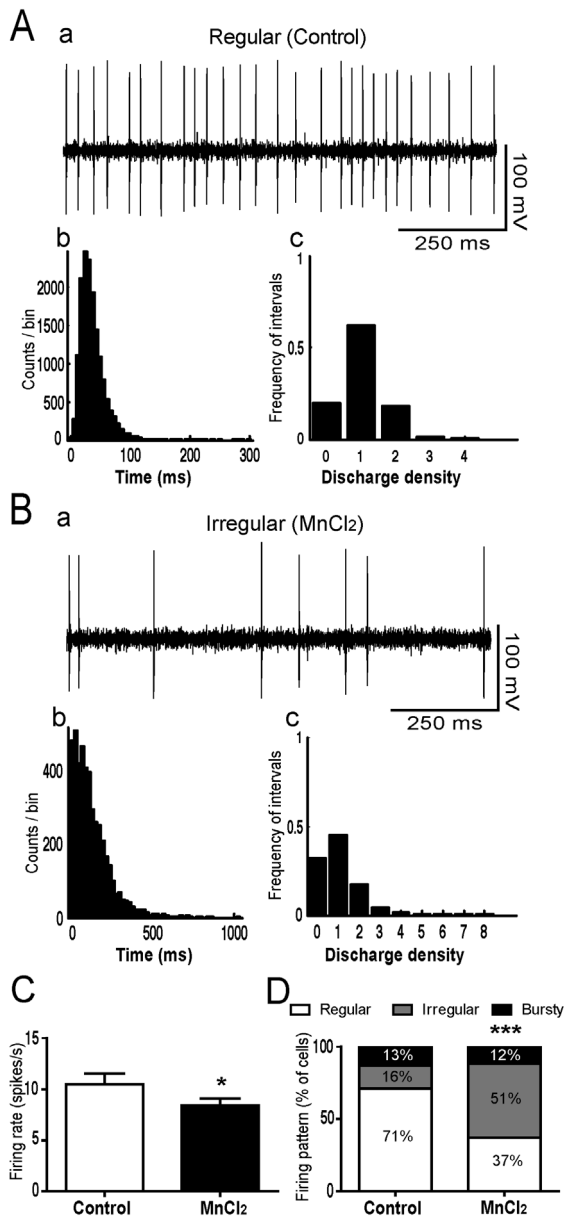 A
a Regular (Control)
100 mV
250 ms
b
Counts / bin
2000
1500
1000
500
0
0 100 200 300
Time (ms)
c
Frequency of intervals
1
0.5
0
0 1 2 3 4
Discharge density
B
a Irregular (MnCl2)
100 mV
250 ms
b
Counts / bin
400
200
0
0 500 1000
Time (ms)
c
Frequency of intervals
1
0.5
0
0 1 2 3 4 5 6 7 8
Discharge density
C
Firing rate (spikes/s)
15
10
5
0
*
Control MnCl2
D
Regular Irregular Bursty
***
Firing pattern (% of cells)
100
50
0
13% 12%
16% 51%
71% 37%
Control MnCl2